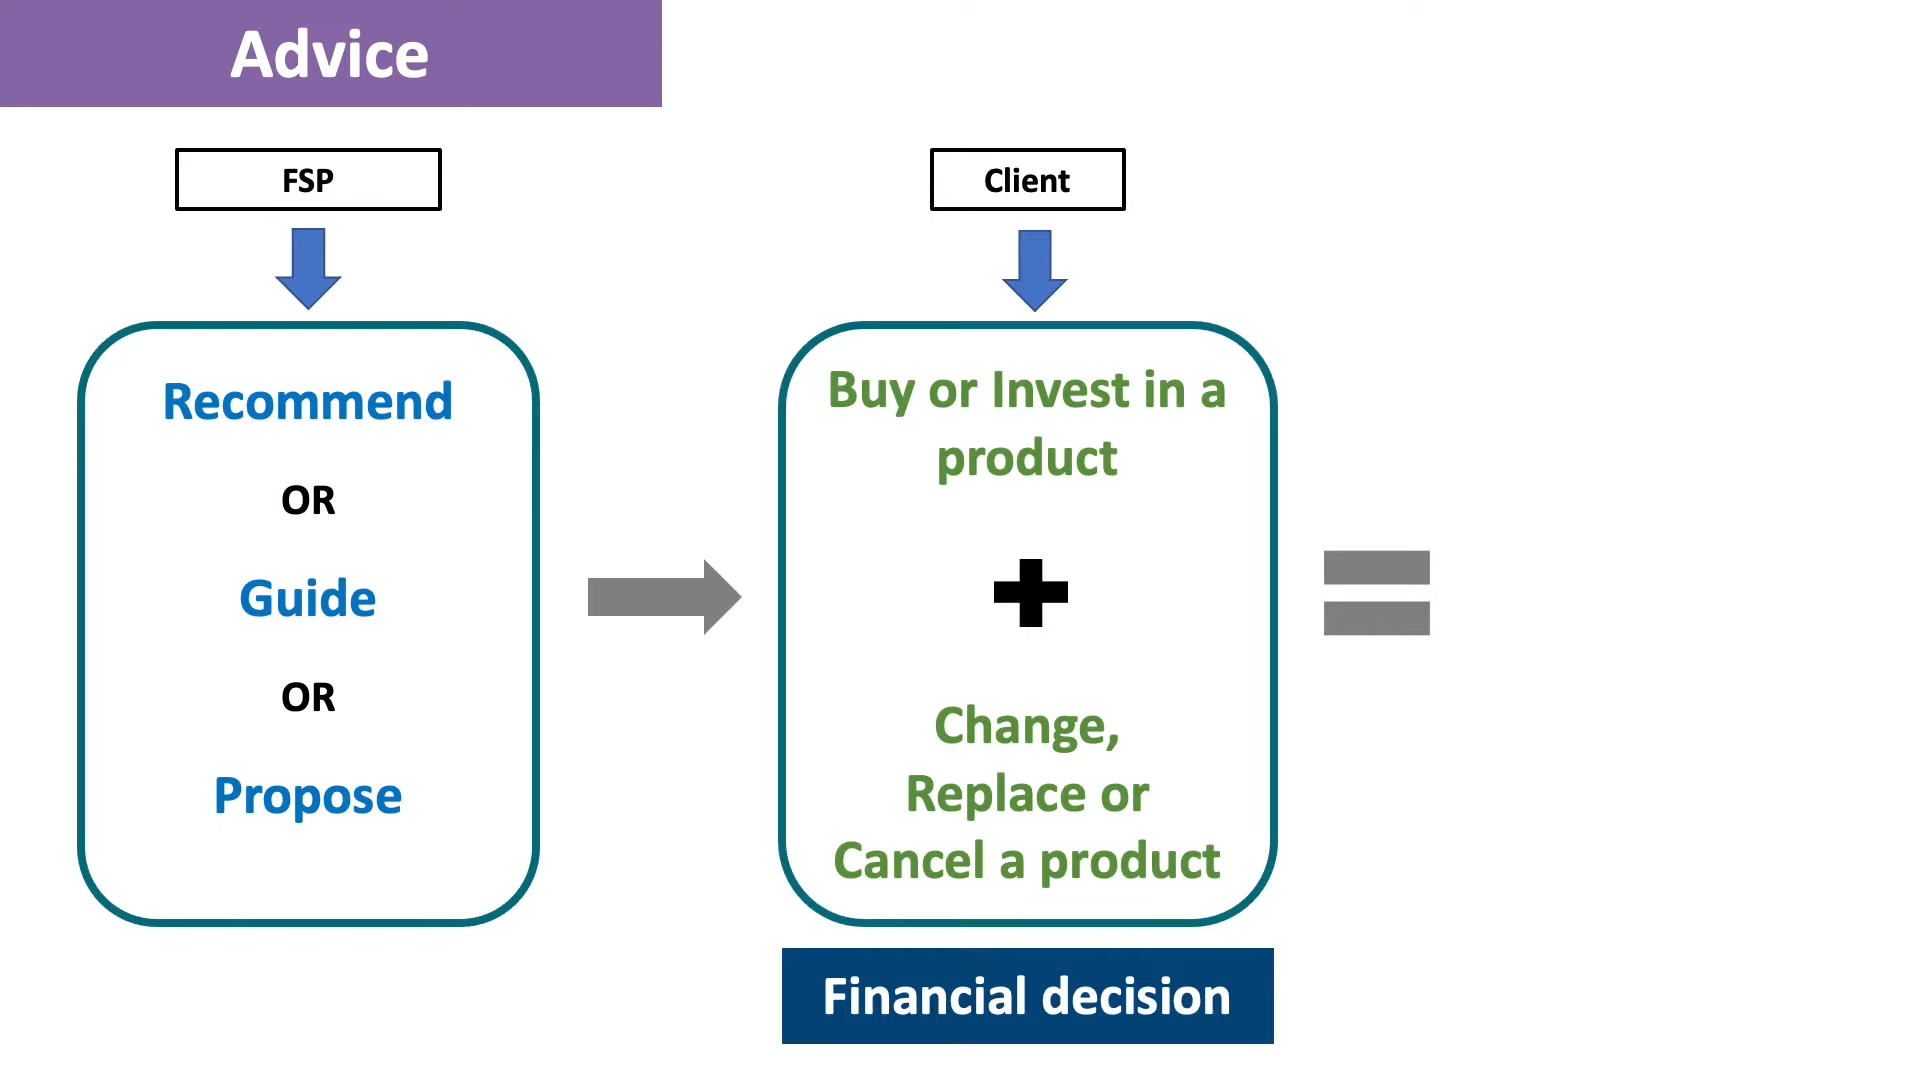 Advice
FSP
Recommend
OR
Guide
OR
Propose
Client
Buy or Invest in a
product
Change,
Replace or
Cancel a product
Financial decision